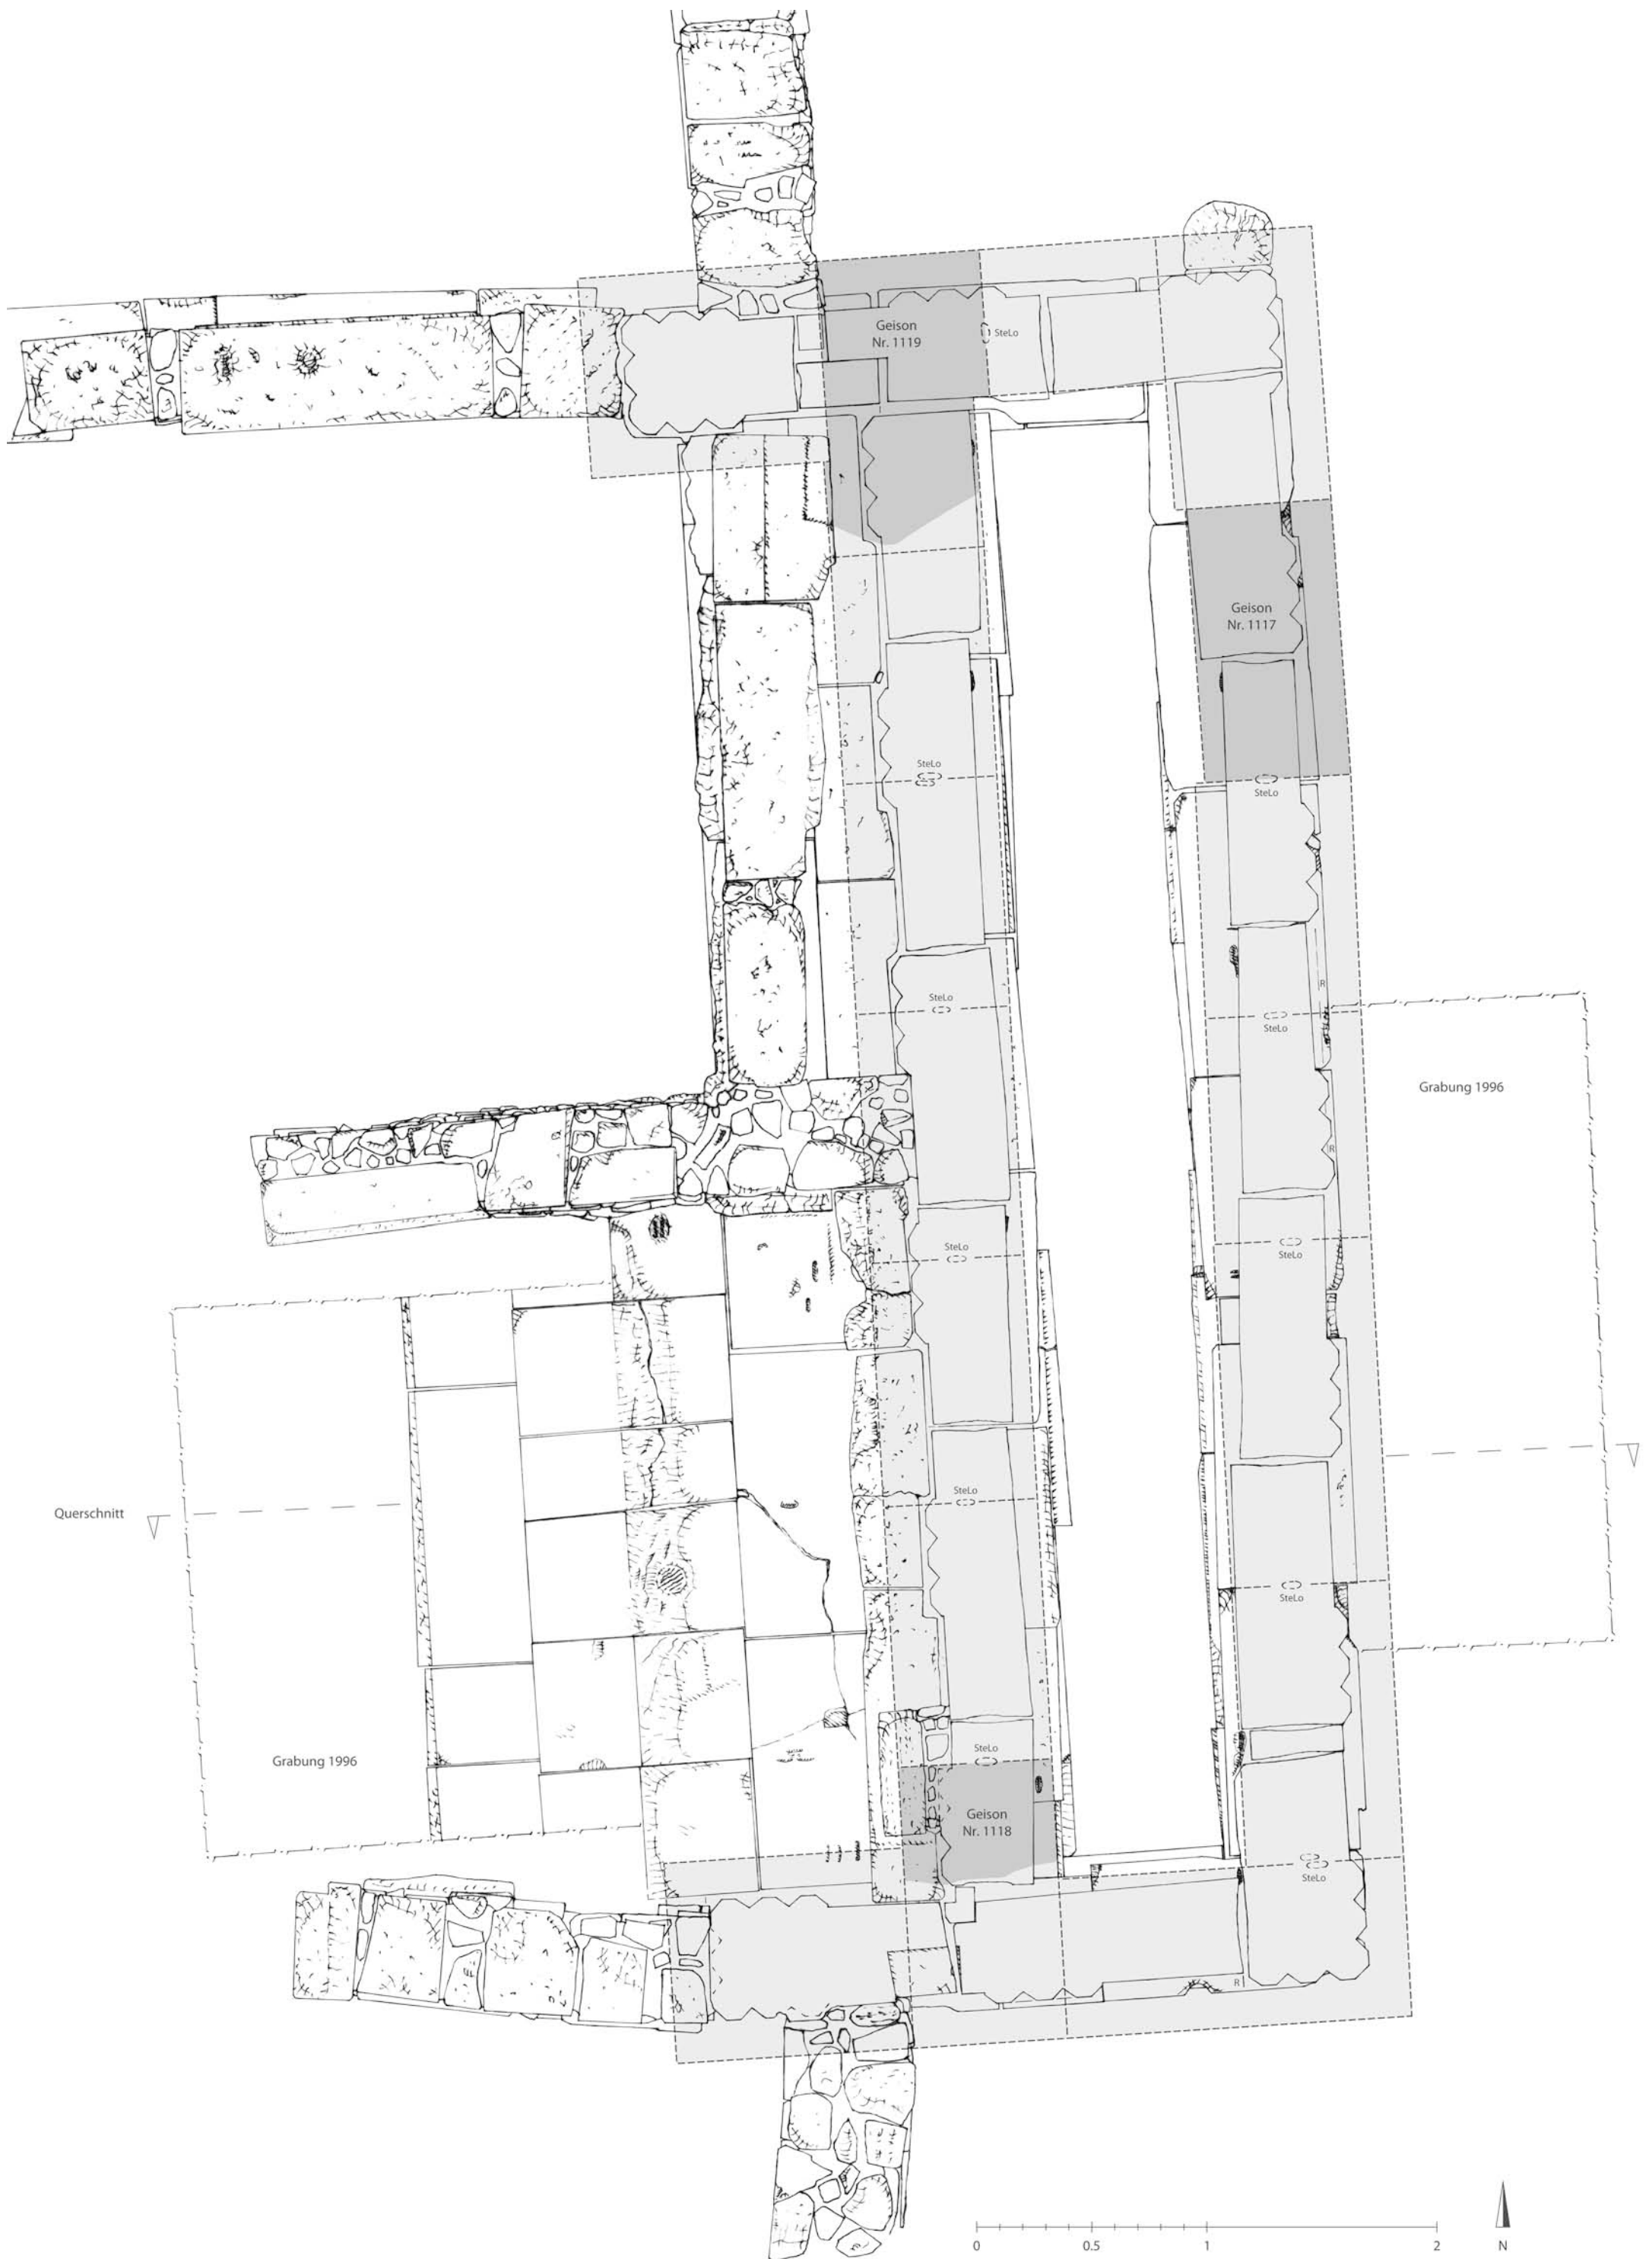 Geison
Nr. 1119
SteLo
Geison
Nr. 1117
SteLo
SteLo
R
SteLo
SteLo
Grabung 1996
R
SteLo
SteLo
SteLo
Querschnitt
SteLo
SteLo
Grabung 1996
Geison
Nr. 1118
SteLo
R
0
0.5
1
2
N